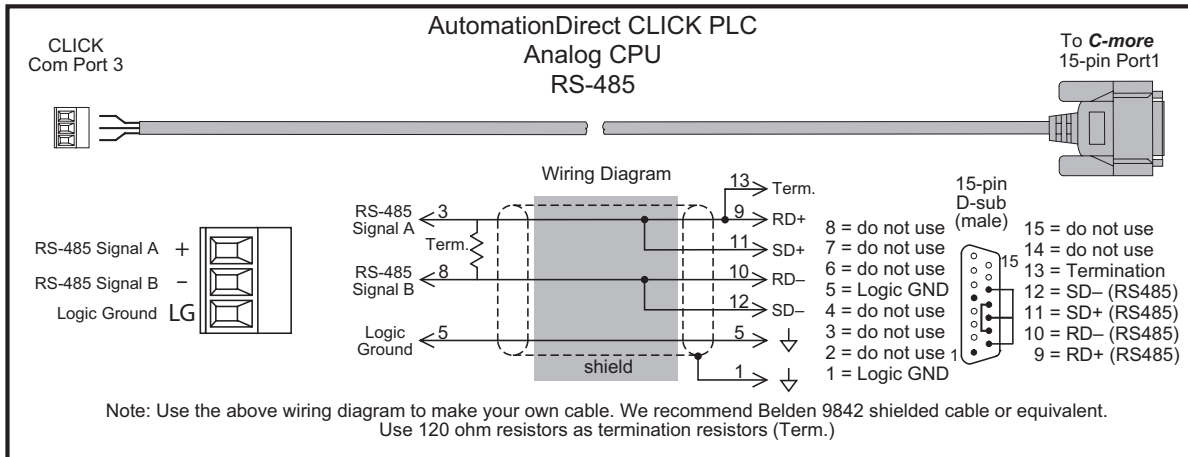 AutomationDirect CLICK PLC
Analog CPU
RS-485
CLICK
Com Port 3
To C-more
15-pin Port1
Wiring Diagram
RS-485 Signal A +
RS-485 Signal B –
Logic Ground LG
RS-485
Signal A
3
Term.
RS-485
Signal B
8
Logic
Ground
5
shield
13 Term.
9 RD+
11 SD+
10 RD–
12 SD–
5
1
8 = do not use
7 = do not use
6 = do not use
5 = Logic GND
4 = do not use
3 = do not use
2 = do not use
1 = Logic GND
15-pin
D-sub
(male)
15
1
15 = do not use
14 = do not use
13 = Termination
12 = SD– (RS485)
11 = SD+ (RS485)
10 = RD– (RS485)
9 = RD+ (RS485)
Note: Use the above wiring diagram to make your own cable. We recommend Belden 9842 shielded cable or equivalent.
Use 120 ohm resistors as termination resistors (Term.)